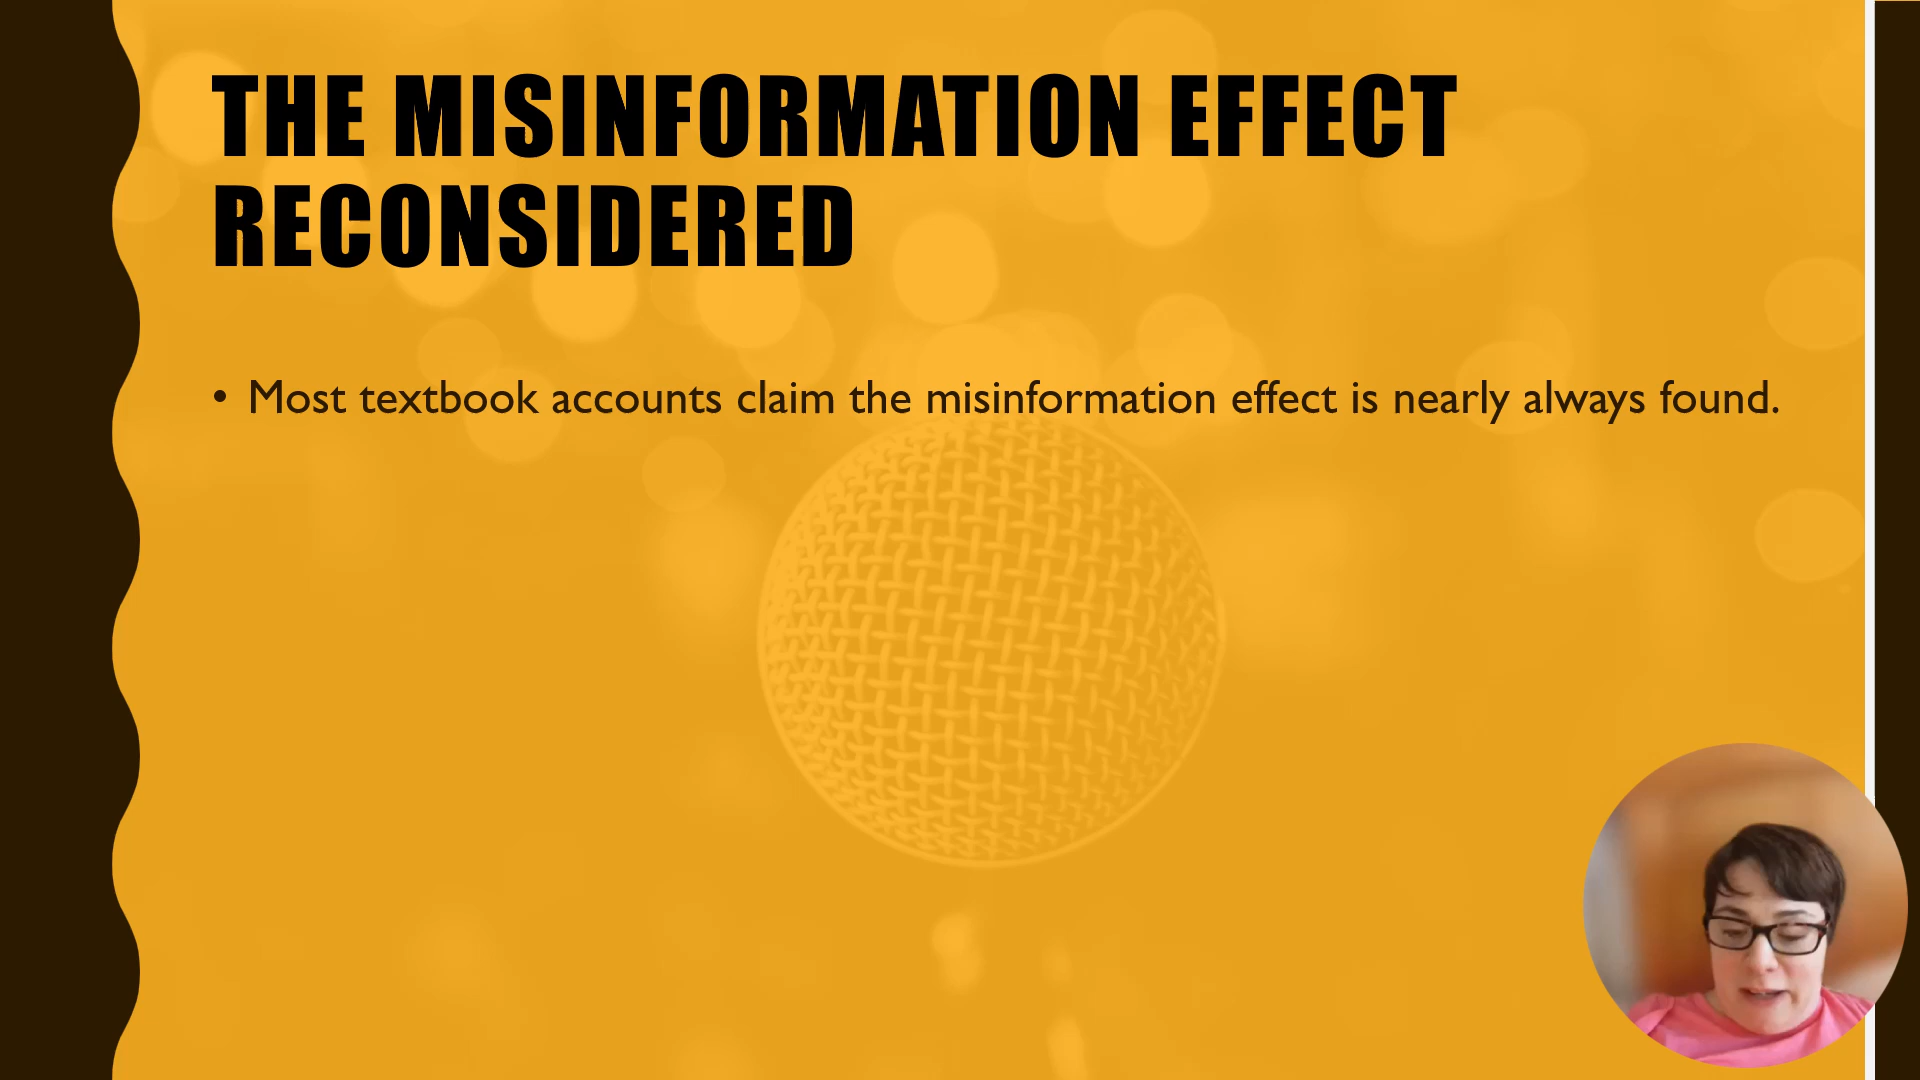 THE MISINFORMATION EFFECT
RECONSIDERED
• Most textbook accounts claim the misinformation effect is nearly always found.